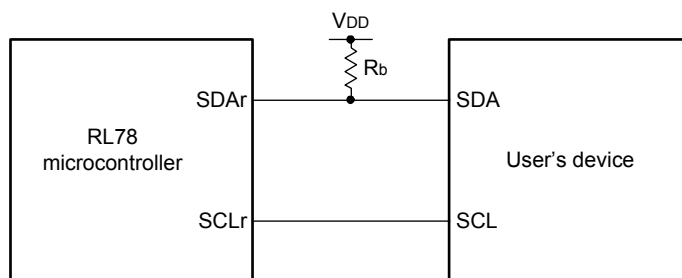 VDD
Rb
SDAr
SDA
RL78
microcontroller
User's device
SCLr
SCL